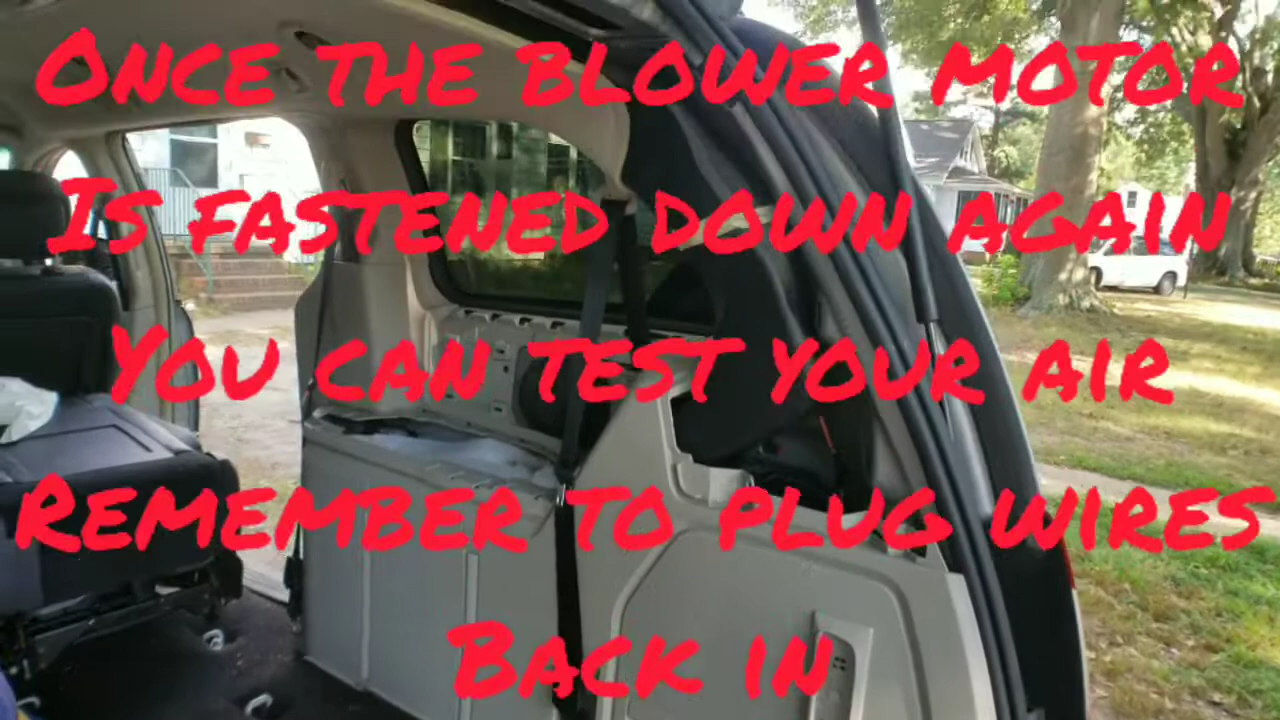 Once the blower motor
Is fastened down again
You can test your air
Remember to plug wires
Back in